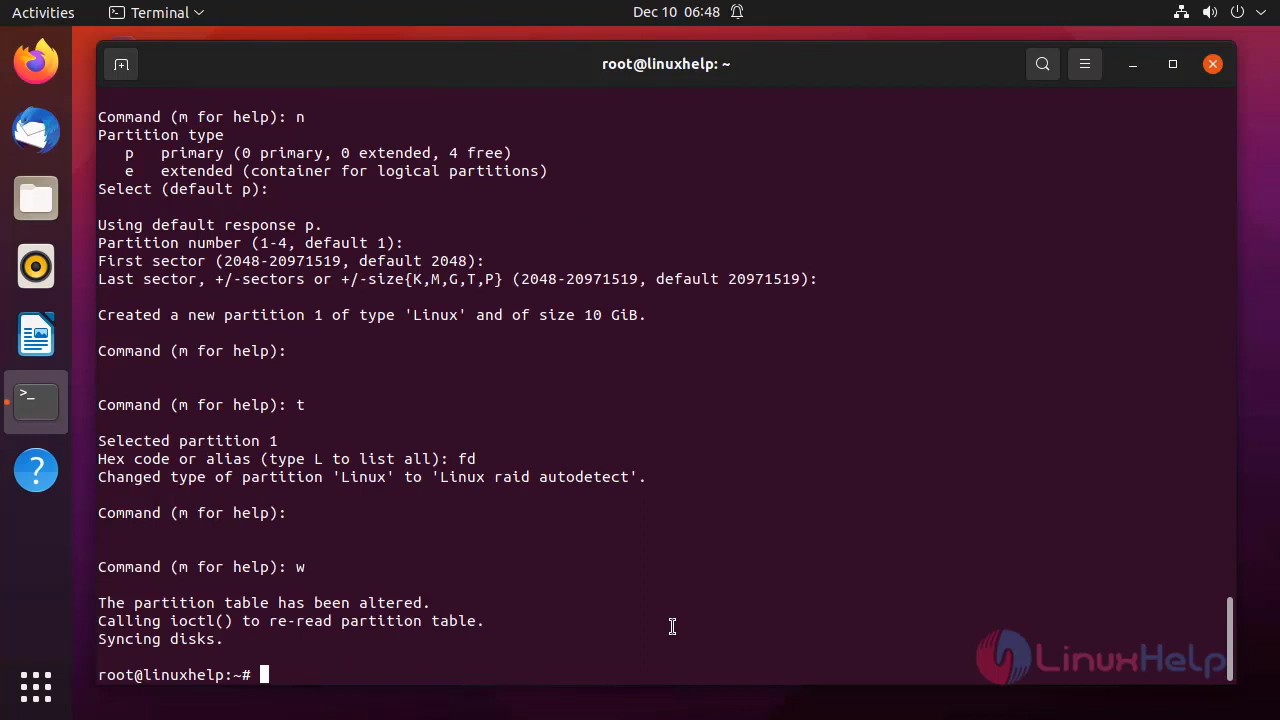 Activities
Terminal
Dec 10 06:48
root@linuxhelp: ~
Command (m for help): n
Partition type
p primary (0 primary, 0 extended, 4 free)
e extended (container for logical partitions)
Select (default p):
Using default response p.
Partition number (1-4, default 1):
First sector (2048-20971519, default 2048):
Last sector, +/-sectors or +/-size{K,M,G,T,P} (2048-20971519, default 20971519):
Created a new partition 1 of type 'Linux' and of size 10 GiB.
Command (m for help):
Command (m for help): t
Selected partition 1
Hex code or alias (type L to list all): fd
Changed type of partition 'Linux' to 'Linux raid autodetect'.
Command (m for help):
Command (m for help): w
The partition table has been altered.
Calling ioctl() to re-read partition table.
Syncing disks.
root@linuxhelp:~#
LinuxHelp